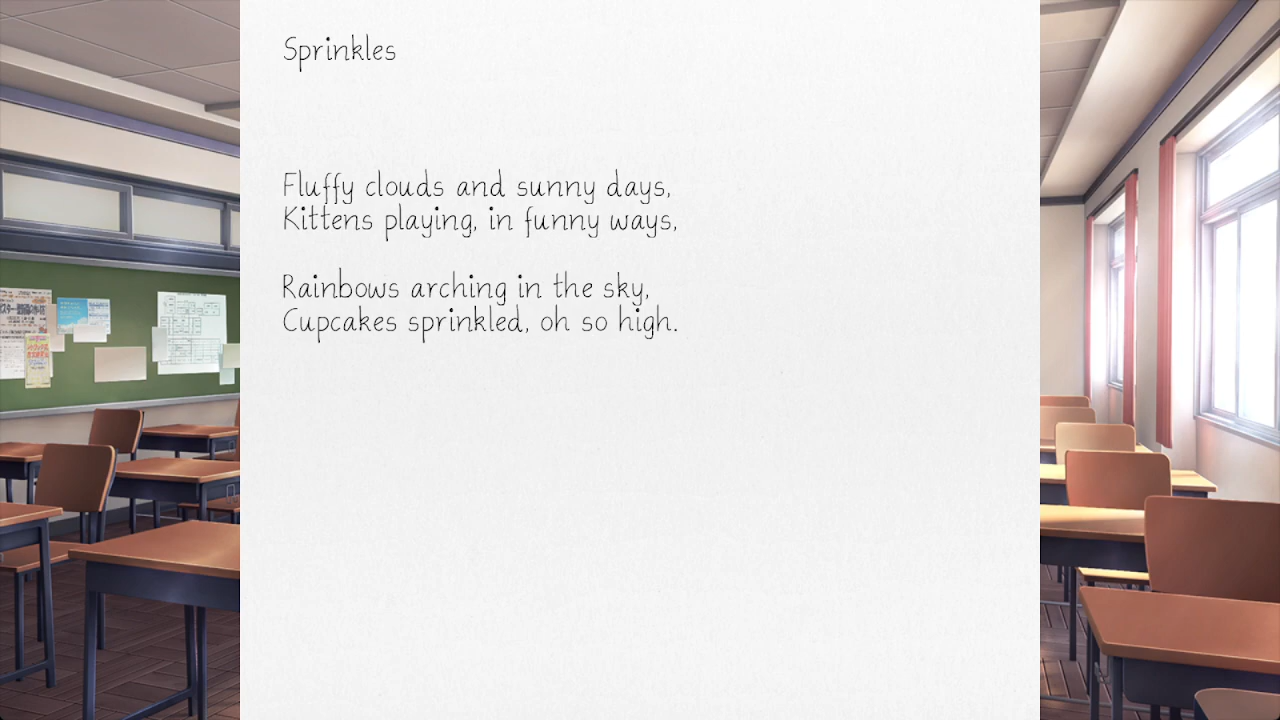 Sprinkles
Fluffy clouds and sunny days,
Kittens playing, in funny ways,
Rainbows arching in the sky,
Cupcakes sprinkled, oh so high.